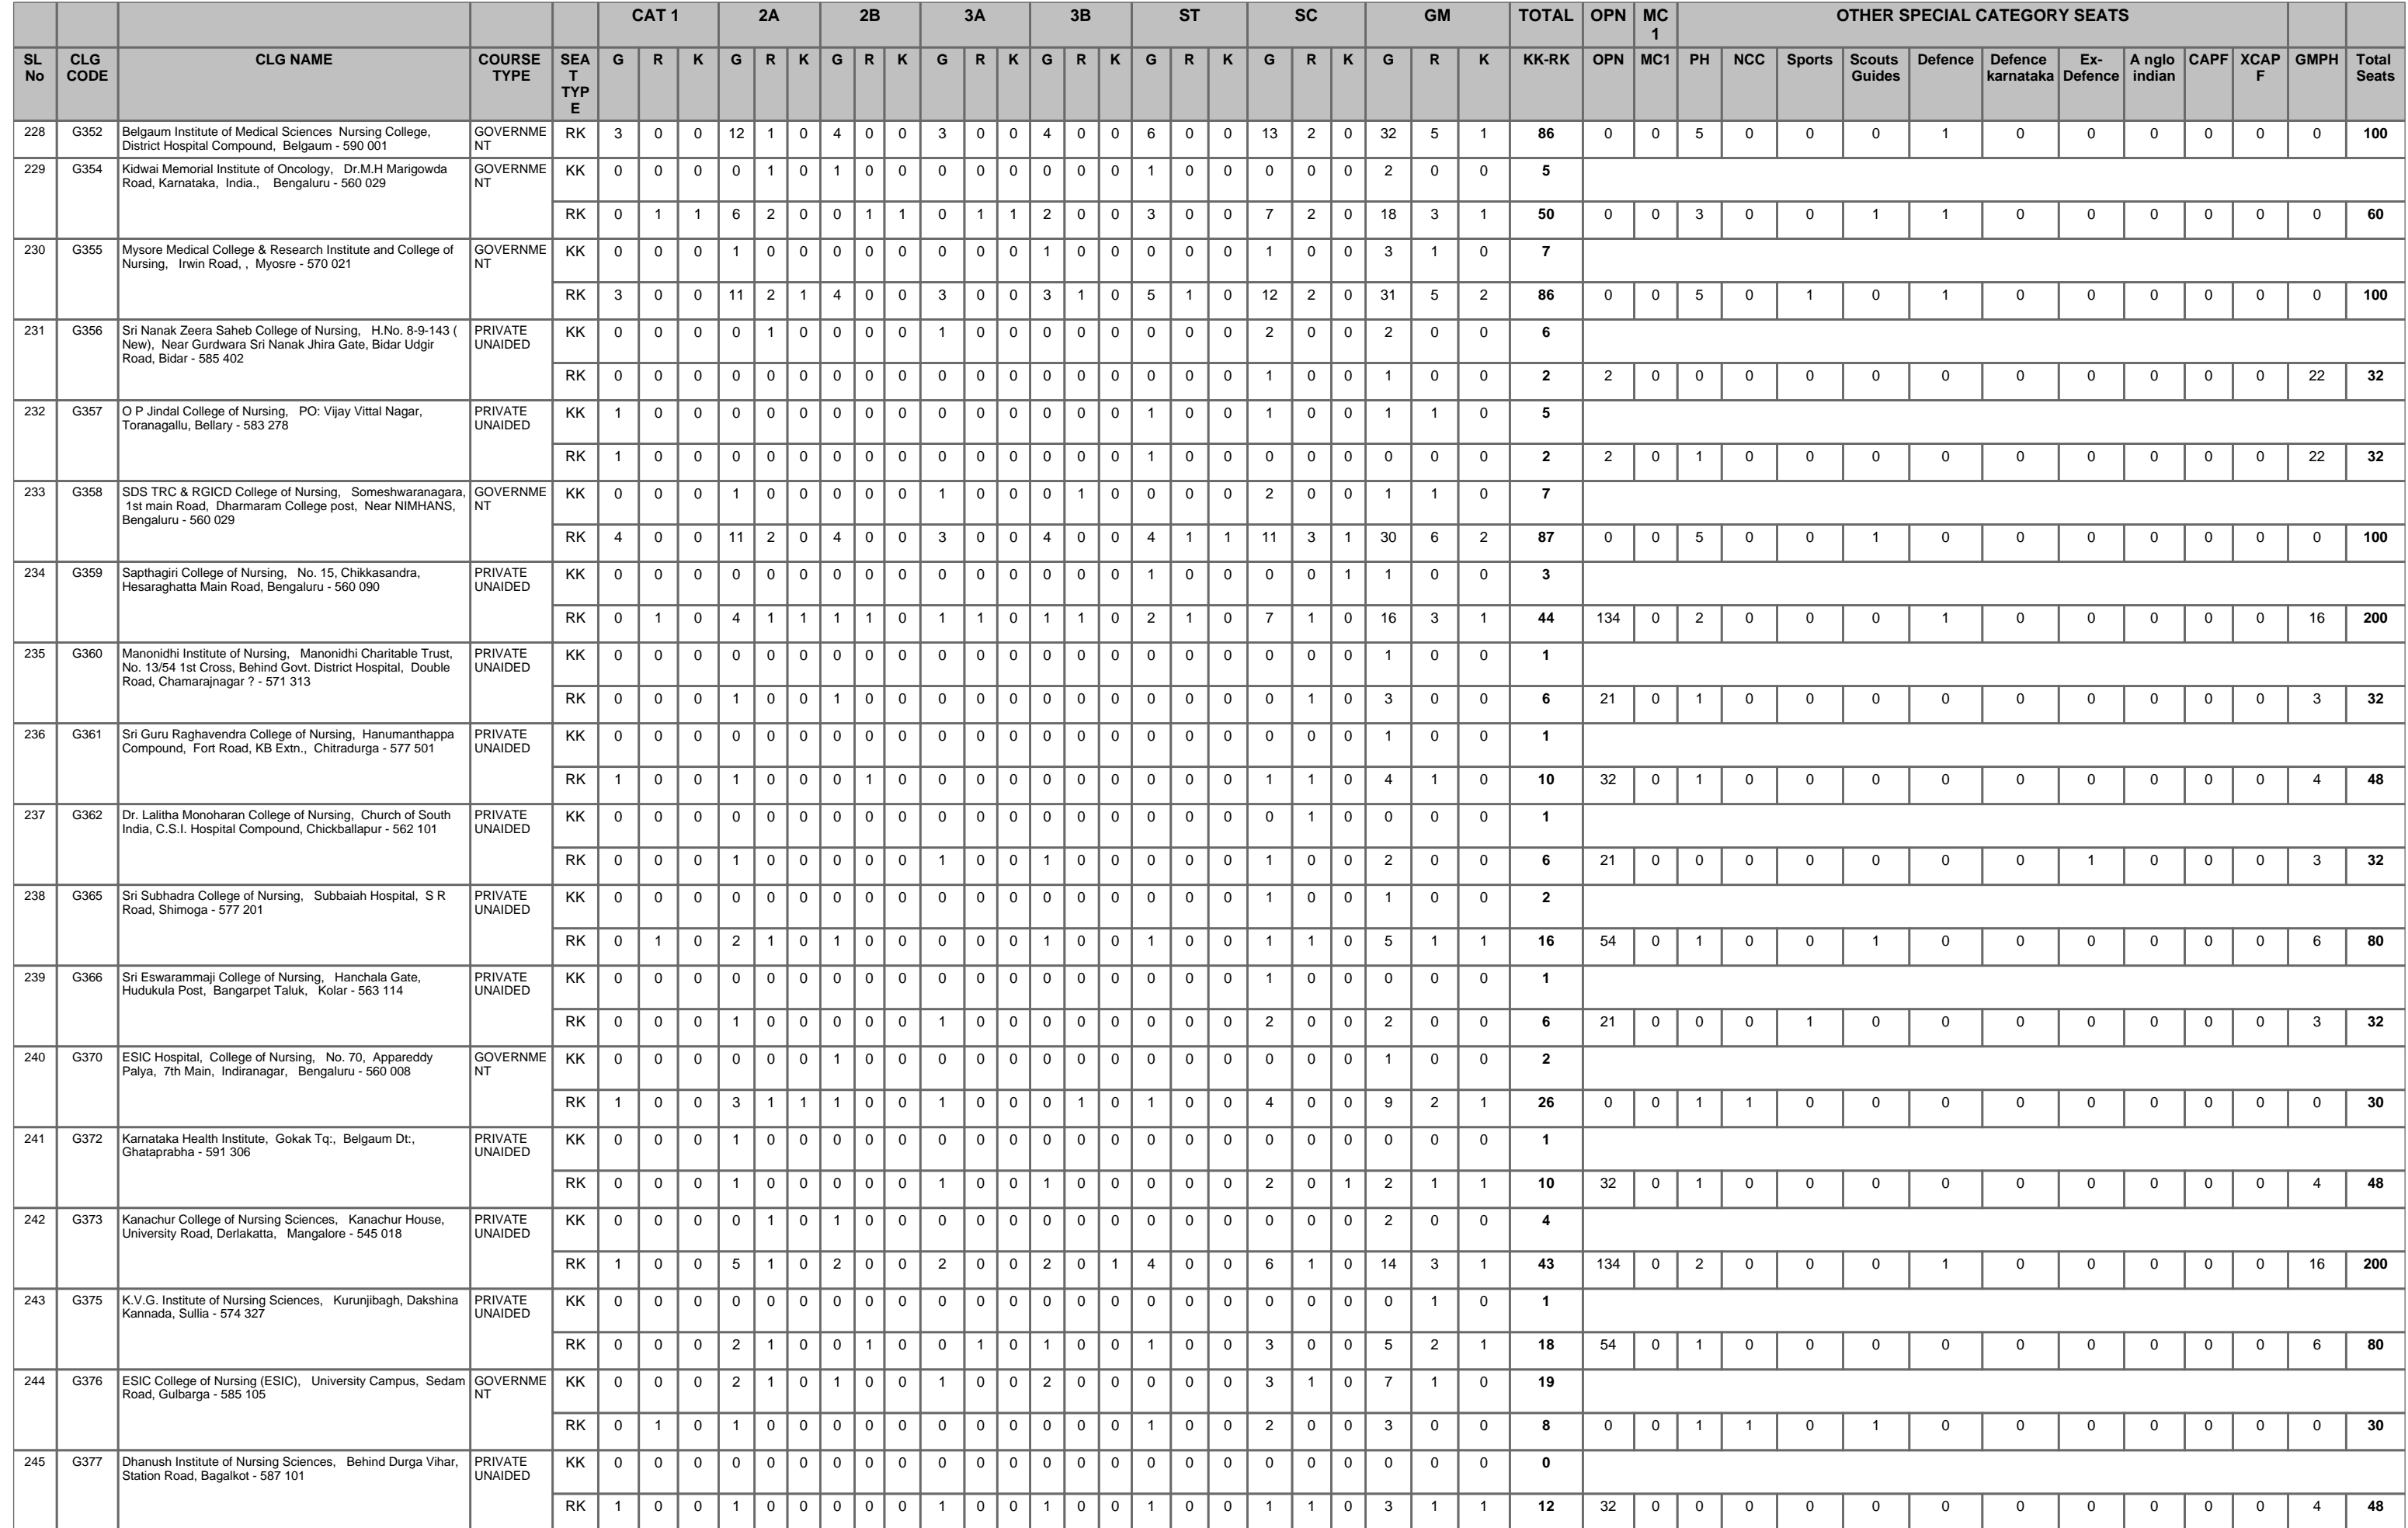 CAT 1 2A 2B 3A 3B ST SC GM TOTAL OPN MC 1 OTHER SPECIAL CATEGORY SEATS
SL No CLG CODE CLG NAME COURSE TYPE SEA T TYP E G R K G R K G R K G R K G R K G R K G R K G R K KK-RK OPN MC1 PH NCC Sports Scouts Guides Defence Defence karnataka Ex-Defence A nglo indian CAPF XCAP F GMPH Total Seats
228 G352 Belgaum Institute of Medical Sciences Nursing College, GOVERNME RK 3 0 0 12 1 0 4 0 0 3 0 0 4 0 0 6 0 0 13 2 0 32 5 1 86 0 0 5 0 0 0 1 0 0 0 0 0 0 100
District Hospital Compound, Belgaum - 590 001 NT
229 G354 Kidwai Memorial Institute of Oncology, Dr.M.H Marigowda GOVERNME KK 0 0 0 0 1 0 1 0 0 0 0 0 0 0 0 1 0 0 0 0 0 2 0 0 5
Road, Karnataka, India., Bengaluru - 560 029 NT
RK 0 1 1 6 2 0 0 1 1 0 1 1 2 0 0 3 0 0 7 2 0 18 3 1 50 0 0 3 0 0 1 1 0 0 0 0 0 0 60
230 G355 Mysore Medical College & Research Institute and College of GOVERNME KK 0 0 0 1 0 0 0 0 0 0 0 0 1 0 0 0 0 0 1 0 0 3 1 0 7
Nursing, Irwin Road, , Myosre - 570 021 NT
RK 3 0 0 11 2 1 4 0 0 3 0 0 3 1 0 5 1 0 12 2 0 31 5 2 86 0 0 5 0 1 0 1 0 0 0 0 0 0 100
231 G356 Sri Nanak Zeera Saheb College of Nursing, H.No. 8-9-143 ( PRIVATE KK 0 0 0 0 1 0 0 0 0 1 0 0 0 0 0 0 0 0 2 0 0 2 0 0 6
New), Near Gurdwara Sri Nanak Jhira Gate, Bidar Udgir UNAIDED
Road, Bidar - 585 402
RK 0 0 0 0 0 0 0 0 0 0 0 0 0 0 0 0 0 0 1 0 0 1 0 0 2 2 0 0 0 0 0 0 0 0 0 0 0 22 32
232 G357 O P Jindal College of Nursing, PO: Vijay Vittal Nagar, PRIVATE KK 1 0 0 0 0 0 0 0 0 0 0 0 0 0 0 1 0 0 1 0 0 1 1 0 5
Toranagallu, Bellary - 583 278 UNAIDED
RK 1 0 0 0 0 0 0 0 0 0 0 0 0 0 0 1 0 0 0 0 0 0 0 0 2 2 0 1 0 0 0 0 0 0 0 0 0 22 32
233 G358 SDS TRC & RGICD College of Nursing, Someshwaranagara, GOVERNME KK 0 0 0 1 0 0 0 0 0 1 0 0 0 1 0 0 0 0 2 0 0 1 1 0 7
1st main Road, Dharmaram College post, Near NIMHANS, NT
Bengaluru - 560 029
RK 4 0 0 11 2 0 4 0 0 3 0 0 4 0 0 4 1 1 11 3 1 30 6 2 87 0 0 5 0 0 1 0 0 0 0 0 0 0 100
234 G359 Sapthagiri College of Nursing, No. 15, Chikkasandra, PRIVATE KK 0 0 0 0 0 0 0 0 0 0 0 0 0 0 0 1 0 0 0 0 1 1 0 0 3
Hesaraghatta Main Road, Bengaluru - 560 090 UNAIDED
RK 0 1 0 4 1 1 1 1 0 1 1 0 1 1 0 2 1 0 7 1 0 16 3 1 44 134 0 2 0 0 0 1 0 0 0 0 0 16 200
235 G360 Manonidhi Institute of Nursing, Manonidhi Charitable Trust, PRIVATE KK 0 0 0 0 0 0 0 0 0 0 0 0 0 0 0 0 0 0 0 0 0 1 0 0 1
No. 13/54 1st Cross, Behind Govt. District Hospital, Double UNAIDED
Road, Chamarajnagar ? - 571 313
RK 0 0 0 1 0 0 1 0 0 0 0 0 0 0 0 0 0 0 0 1 0 3 0 0 6 21 0 1 0 0 0 0 0 0 0 0 0 3 32
236 G361 Sri Guru Raghavendra College of Nursing, Hanumanthappa PRIVATE KK 0 0 0 0 0 0 0 0 0 0 0 0 0 0 0 0 0 0 0 0 0 1 0 0 1
Compound, Fort Road, KB Extn., Chitradurga - 577 501 UNAIDED
RK 1 0 0 1 0 0 0 1 0 0 0 0 0 0 0 0 0 0 1 1 0 4 1 0 10 32 0 1 0 0 0 0 0 0 0 0 0 4 48
237 G362 Dr. Lalitha Monoharan College of Nursing, Church of South PRIVATE KK 0 0 0 0 0 0 0 0 0 0 0 0 0 0 0 0 0 0 0 1 0 0 0 0 1
India, C.S.I. Hospital Compound, Chickballapur - 562 101 UNAIDED
RK 0 0 0 1 0 0 0 0 0 1 0 0 1 0 0 0 0 0 1 0 0 2 0 0 6 21 0 0 0 0 0 0 0 1 0 0 0 3 32
238 G365 Sri Subhadra College of Nursing, Subbaiah Hospital, S R PRIVATE KK 0 0 0 0 0 0 0 0 0 0 0 0 0 0 0 0 0 0 1 0 0 1 0 0 2
Road, Shimoga - 577 201 UNAIDED
RK 0 1 0 2 1 0 1 0 0 0 0 0 1 0 0 1 0 0 1 1 0 5 1 1 16 54 0 1 0 0 1 0 0 0 0 0 0 6 80
239 G366 Sri Eswarammaji College of Nursing, Hanchala Gate, PRIVATE KK 0 0 0 0 0 0 0 0 0 0 0 0 0 0 0 0 0 0 1 0 0 0 0 0 1
Hudukula Post, Bangarpet Taluk, Kolar - 563 114 UNAIDED
RK 0 0 0 1 0 0 0 0 0 1 0 0 0 0 0 0 0 0 2 0 0 2 0 0 6 21 0 0 0 1 0 0 0 0 0 0 0 3 32
240 G370 ESIC Hospital, College of Nursing, No. 70, Appareddy GOVERNME KK 0 0 0 0 0 0 1 0 0 0 0 0 0 0 0 0 0 0 0 0 0 1 0 0 2
Palya, 7th Main, Indiranagar, Bengaluru - 560 008 NT
RK 1 0 0 3 1 1 1 0 0 1 0 0 0 1 0 1 0 0 4 0 0 9 2 1 26 0 0 1 1 0 0 0 0 0 0 0 0 0 30
241 G372 Karnataka Health Institute, Gokak Tq:, Belgaum Dt:, PRIVATE KK 0 0 0 1 0 0 0 0 0 0 0 0 0 0 0 0 0 0 0 0 0 0 0 0 1
Ghataprabha - 591 306 UNAIDED
RK 0 0 0 1 0 0 0 0 0 1 0 0 1 0 0 0 0 0 2 0 1 2 1 1 10 32 0 1 0 0 0 0 0 0 0 0 0 4 48
242 G373 Kanachur College of Nursing Sciences, Kanachur House, PRIVATE KK 0 0 0 0 1 0 1 0 0 0 0 0 0 0 0 0 0 0 0 0 0 2 0 0 4
University Road, Derlakatta, Mangalore - 545 018 UNAIDED
RK 1 0 0 5 1 0 2 0 0 2 0 0 2 0 1 4 0 0 6 1 0 14 3 1 43 134 0 2 0 0 0 1 0 0 0 0 0 16 200
243 G375 K.V.G. Institute of Nursing Sciences, Kurunjibagh, Dakshina PRIVATE KK 0 0 0 0 0 0 0 0 0 0 0 0 0 0 0 0 0 0 0 0 0 0 1 0 1
Kannada, Sullia - 574 327 UNAIDED
RK 0 0 0 2 1 0 0 1 0 0 1 0 1 0 0 1 0 0 3 0 0 5 2 1 18 54 0 1 0 0 0 0 0 0 0 0 0 6 80
244 G376 ESIC College of Nursing (ESIC), University Campus, Sedam GOVERNME KK 0 0 0 2 1 0 1 0 0 1 0 0 2 0 0 0 0 0 3 1 0 7 1 0 19
Road, Gulbarga - 585 105 NT
RK 0 1 0 1 0 0 0 0 0 0 0 0 0 0 0 1 0 0 2 0 0 3 0 0 8 0 0 1 1 0 1 0 0 0 0 0 0 0 30
245 G377 Dhanush Institute of Nursing Sciences, Behind Durga Vihar, PRIVATE KK 0 0 0 0 0 0 0 0 0 0 0 0 0 0 0 0 0 0 0 0 0 0 0 0 0
Station Road, Bagalkot - 587 101 UNAIDED
RK 1 0 0 1 0 0 0 0 0 1 0 0 1 0 0 1 0 0 1 1 0 3 1 1 12 32 0 0 0 0 0 0 0 0 0 0 0 4 48